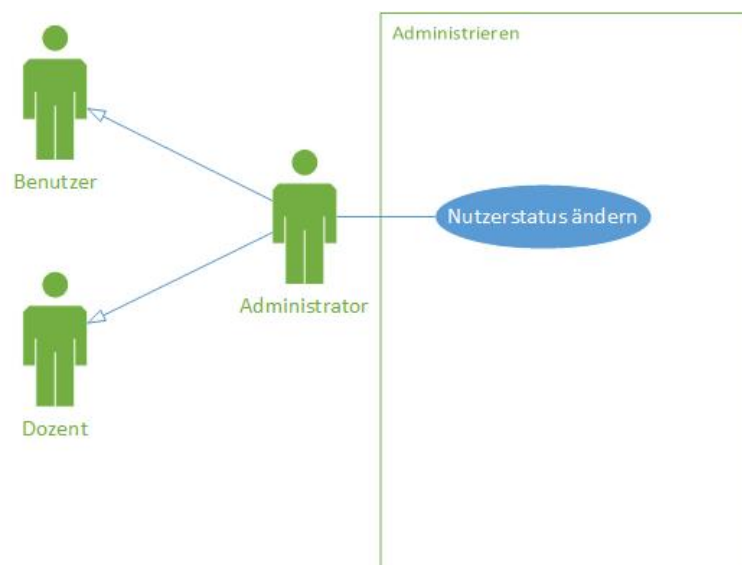 Administrieren
Benutzer
Nutzerstatus ändern
Administrator
Dozent